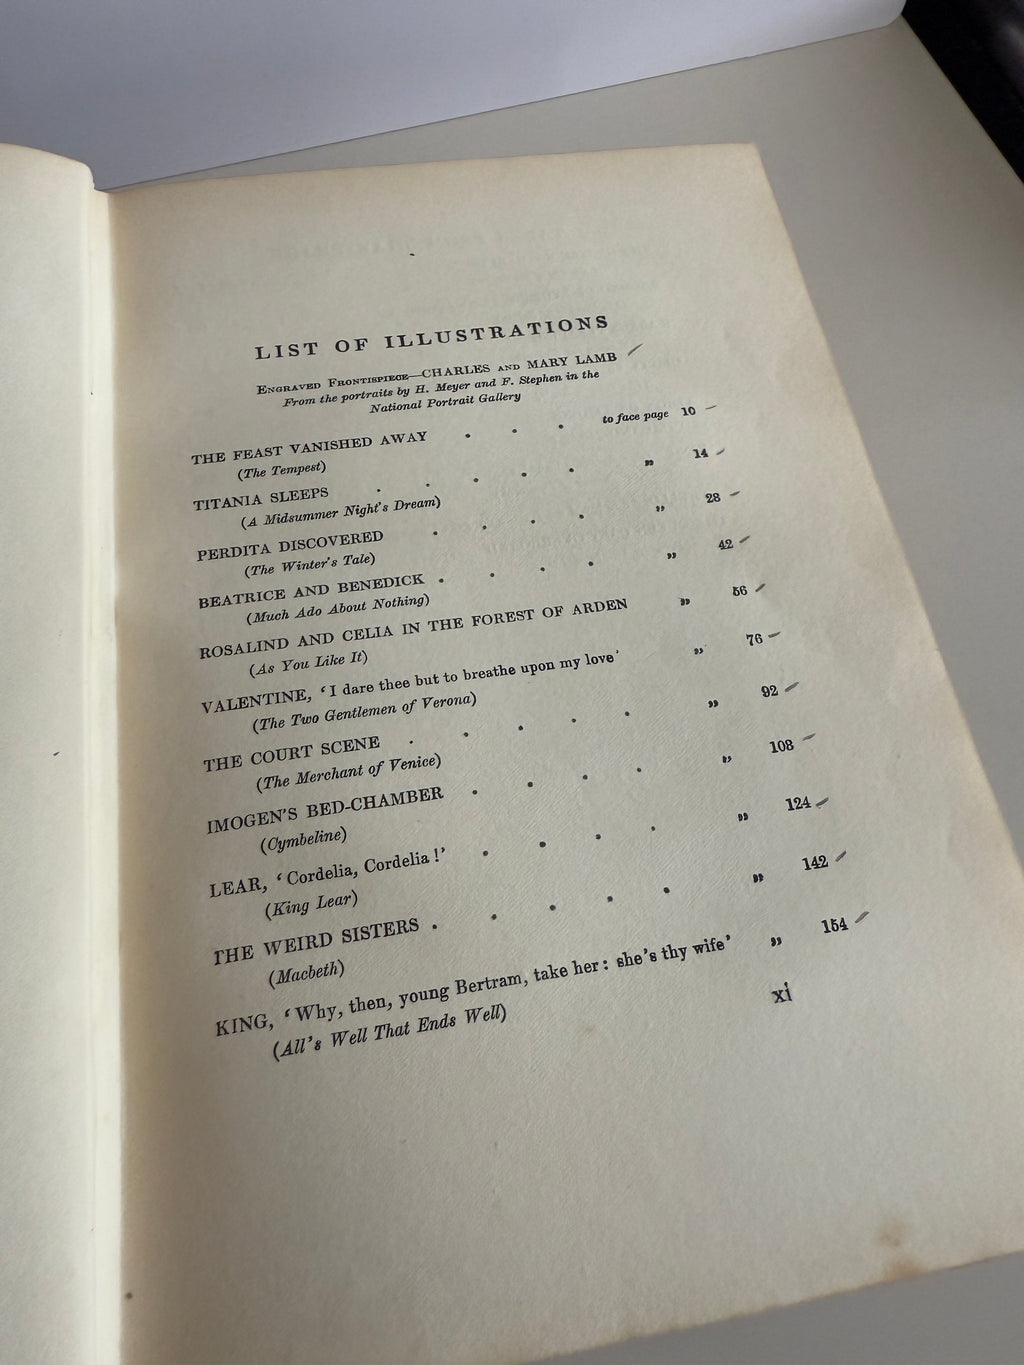 LIST OF ILLUSTRATIONS
ENGRAVED FRONTISPIECE—CHARLES AND MARY LAMB
From the portraits by H. Meyer and F. Stephen in the
National Portrait Gallery
THE FEAST VANISHED AWAY . . . to face page 10
(The Tempest)
TITANIA SLEEPS . . . . . „ 14
(A Midsummer Night's Dream)
PERDITA DISCOVERED . . . . „ 28
(The Winter's Tale)
BEATRICE AND BENEDICK . . . . „ 42
(Much Ado About Nothing)
ROSALIND AND CELIA IN THE FOREST OF ARDEN „ 56
(As You Like It)
VALENTINE, ‘I dare thee but to breathe upon my love’ „ 76
(The Two Gentlemen of Verona)
THE COURT SCENE . . . . . „ 92
(The Merchant of Venice)
IMOGEN'S BED-CHAMBER . . . . „ 108
(Cymbeline)
LEAR, ‘Cordelia, Cordelia!’ . . . . „ 124
(King Lear)
THE WEIRD SISTERS . . . . . „ 142
(Macbeth)
KING, ‘Why, then, young Bertram, take her: she's thy wife’ „ 154
(All's Well That Ends Well)
xi